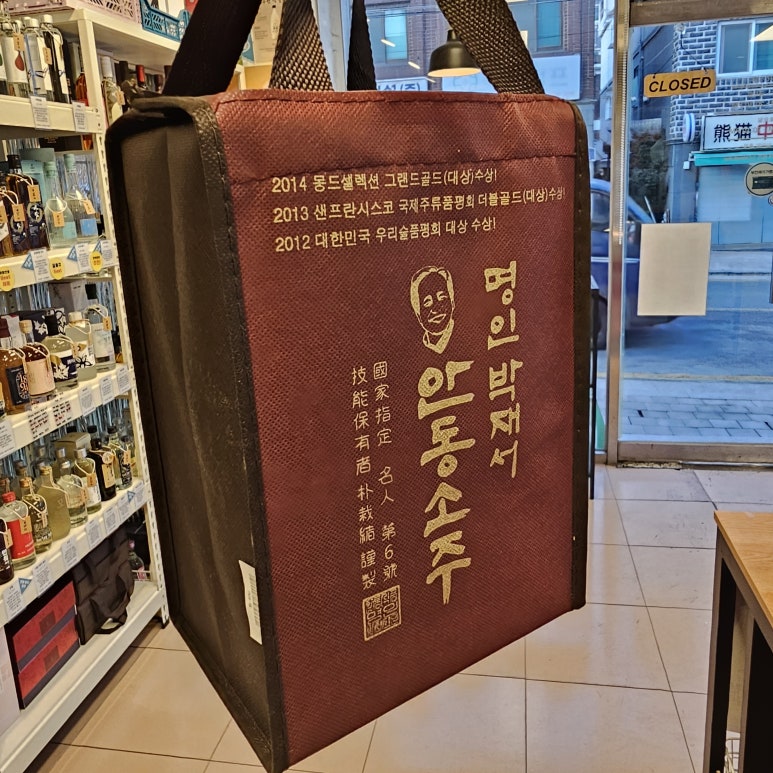 2014 몽드셀렉션 그랜드골드(대상)수상!
2013 샌프란시스코 국제주류품평회 더블골드(대상)수상!
2012 대한민국 우리술품평회 대상 수상!
명인 박재서
안동소주
國家指定 名人 第6號
技能保有者 朴栽緖 謹製
CLOSED
熊猫中